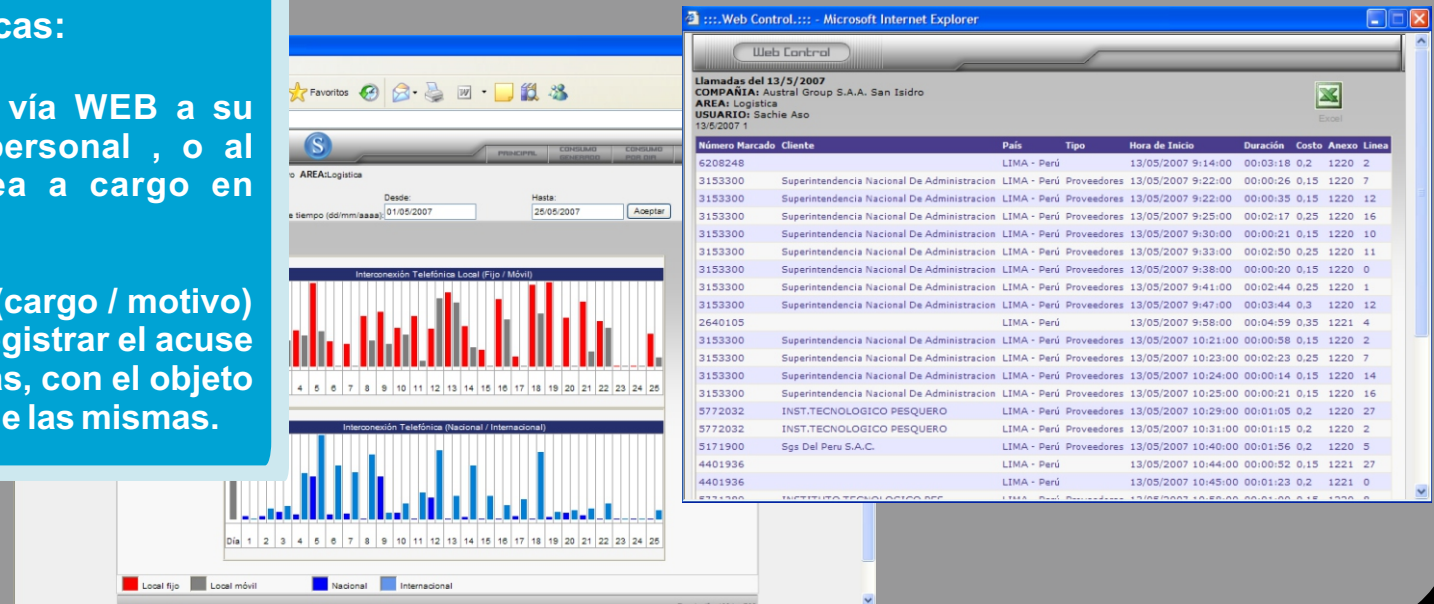 cas:
vía WEB a su
personal , o al
ea a cargo en
(cargo / motivo)
gistrar el acuse
as, con el objeto
e las mismas.
Favoritos
PRINCIPAL CONSUMO GENERADO CONSUMO POR DIA
AREA:Logistica
Desde: Hasta:
e tiempo (dd/mm/aaaa): 01/05/2007 25/05/2007 Aceptar
Interconexión Telefónica Local (Fijo / Móvil)
4 5 6 7 8 9 10 11 12 13 14 15 16 17 18 19 20 21 22 23 24 25
Interconexión Telefónica (Nacional / Internacional)
Día 1 2 3 4 5 6 7 8 9 10 11 12 13 14 15 16 17 18 19 20 21 22 23 24 25
Local fijo Local móvil Nacional Internacional
:::.Web Control.::: - Microsoft Internet Explorer
Web Control
Llamadas del 13/5/2007
COMPAÑIA: Austral Group S.A.A. San Isidro
AREA: Logistica
USUARIO: Sachie Aso
13/5/2007 1
Excel
Número Marcado Cliente País Tipo Hora de Inicio Duración Costo Anexo Linea
6208248 LIMA - Perú 13/05/2007 9:14:00 00:03:18 0,2 1220 2
3153300 Superintendencia Nacional De Administracion LIMA - Perú Proveedores 13/05/2007 9:22:00 00:00:26 0,15 1220 7
3153300 Superintendencia Nacional De Administracion LIMA - Perú Proveedores 13/05/2007 9:22:00 00:00:35 0,15 1220 12
3153300 Superintendencia Nacional De Administracion LIMA - Perú Proveedores 13/05/2007 9:25:00 00:02:17 0,25 1220 16
3153300 Superintendencia Nacional De Administracion LIMA - Perú Proveedores 13/05/2007 9:30:00 00:00:21 0,15 1220 10
3153300 Superintendencia Nacional De Administracion LIMA - Perú Proveedores 13/05/2007 9:33:00 00:02:50 0,25 1220 11
3153300 Superintendencia Nacional De Administracion LIMA - Perú Proveedores 13/05/2007 9:38:00 00:00:20 0,15 1220 0
3153300 Superintendencia Nacional De Administracion LIMA - Perú Proveedores 13/05/2007 9:41:00 00:02:44 0,25 1220 1
3153300 Superintendencia Nacional De Administracion LIMA - Perú Proveedores 13/05/2007 9:47:00 00:03:44 0,3 1220 12
2640105 LIMA - Perú 13/05/2007 9:58:00 00:04:59 0,35 1221 4
3153300 Superintendencia Nacional De Administracion LIMA - Perú Proveedores 13/05/2007 10:21:00 00:00:58 0,15 1220 2
3153300 Superintendencia Nacional De Administracion LIMA - Perú Proveedores 13/05/2007 10:23:00 00:02:23 0,25 1220 7
3153300 Superintendencia Nacional De Administracion LIMA - Perú Proveedores 13/05/2007 10:24:00 00:00:14 0,15 1220 14
3153300 Superintendencia Nacional De Administracion LIMA - Perú Proveedores 13/05/2007 10:25:00 00:00:21 0,15 1220 16
5772032 INST.TECNOLOGICO PESQUERO LIMA - Perú Proveedores 13/05/2007 10:29:00 00:01:05 0,2 1220 27
5772032 INST.TECNOLOGICO PESQUERO LIMA - Perú Proveedores 13/05/2007 10:31:00 00:01:15 0,2 1220 2
5171900 Sgs Del Peru S.A.C. LIMA - Perú Proveedores 13/05/2007 10:40:00 00:01:56 0,2 1220 5
4401936 LIMA - Perú 13/05/2007 10:44:00 00:00:52 0,15 1221 27
4401936 LIMA - Perú 13/05/2007 10:45:00 00:01:23 0,2 1221 0